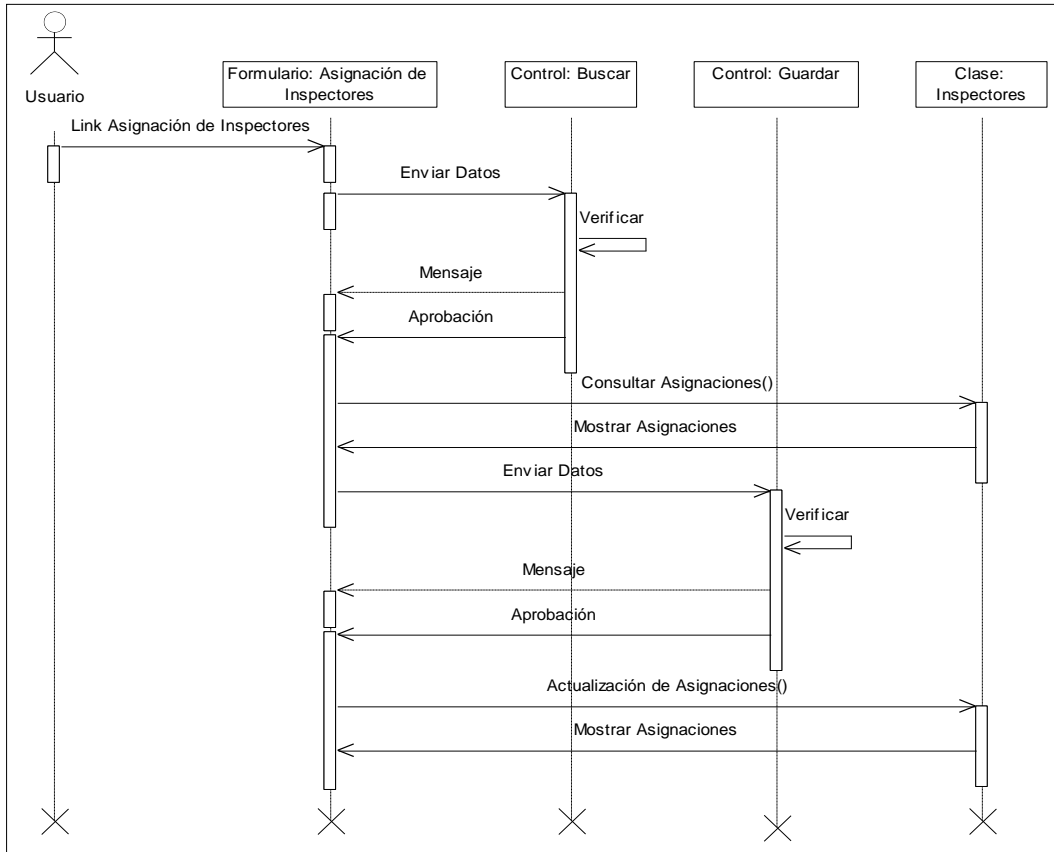 Usuario
Formulario: Asignación de
Inspectores
Control: Buscar
Control: Guardar
Clase:
Inspectores
Link Asignación de Inspectores
Enviar Datos
Verificar
Mensaje
Aprobación
Consultar Asignaciones()
Mostrar Asignaciones
Enviar Datos
Verificar
Mensaje
Aprobación
Actualización de Asignaciones()
Mostrar Asignaciones